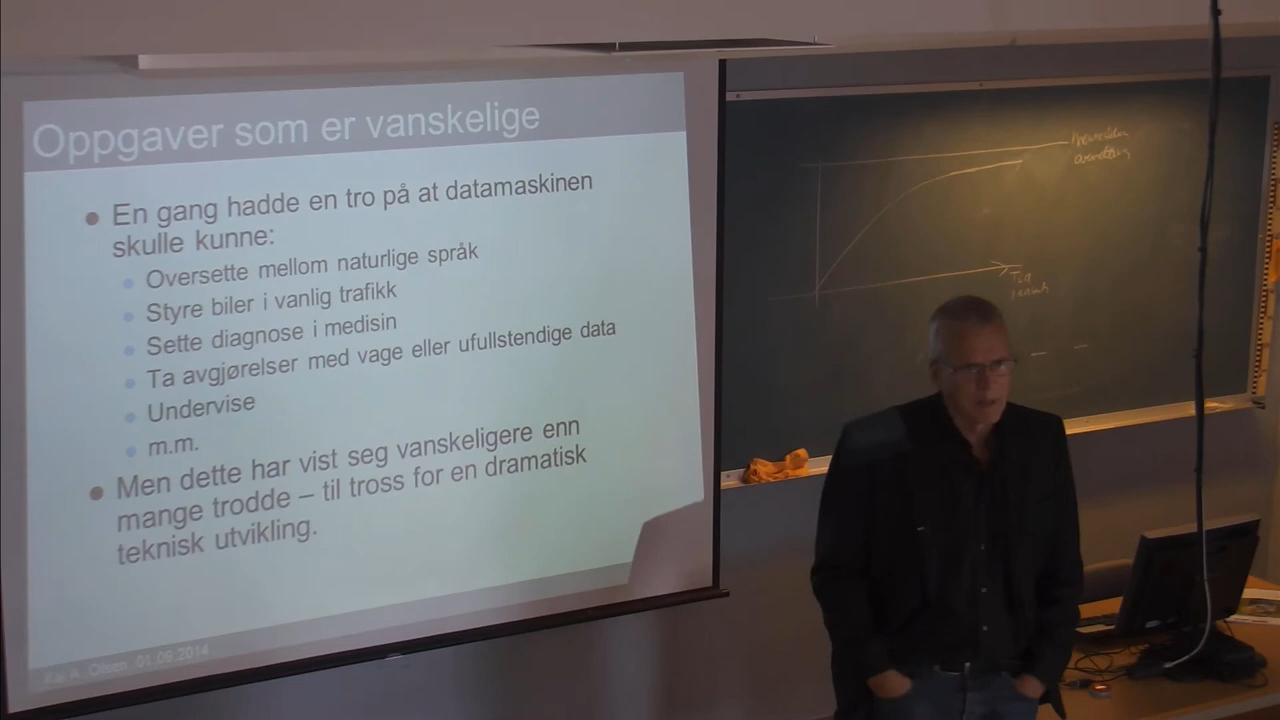 Oppgaver som er vanskelige
En gang hadde en tro på at datamaskinen
skulle kunne:
Oversette mellom naturlige språk
Styre biler i vanlig trafikk
Sette diagnose i medisin
Ta avgjørelser med vage eller ufullstendige data
Undervise
m.m.
Men dette har vist seg vanskeligere enn
mange trodde – til tross for en dramatisk
teknisk utvikling.
Kai A. Olsen 01.09.2014